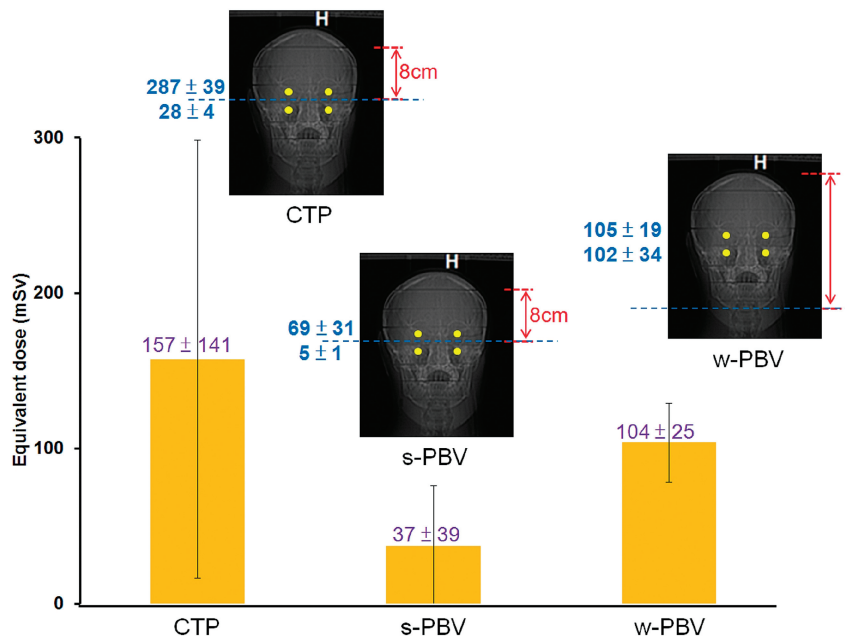 H
8cm
287 ± 39
28 ± 4
CTP
300
H
105 ± 19
102 ± 34
w-PBV
H
8cm
69 ± 31
5 ± 1
s-PBV
200
157 ± 141
Equivalent dose (mSv)
104 ± 25
100
37 ± 39
0
CTP s-PBV w-PBV